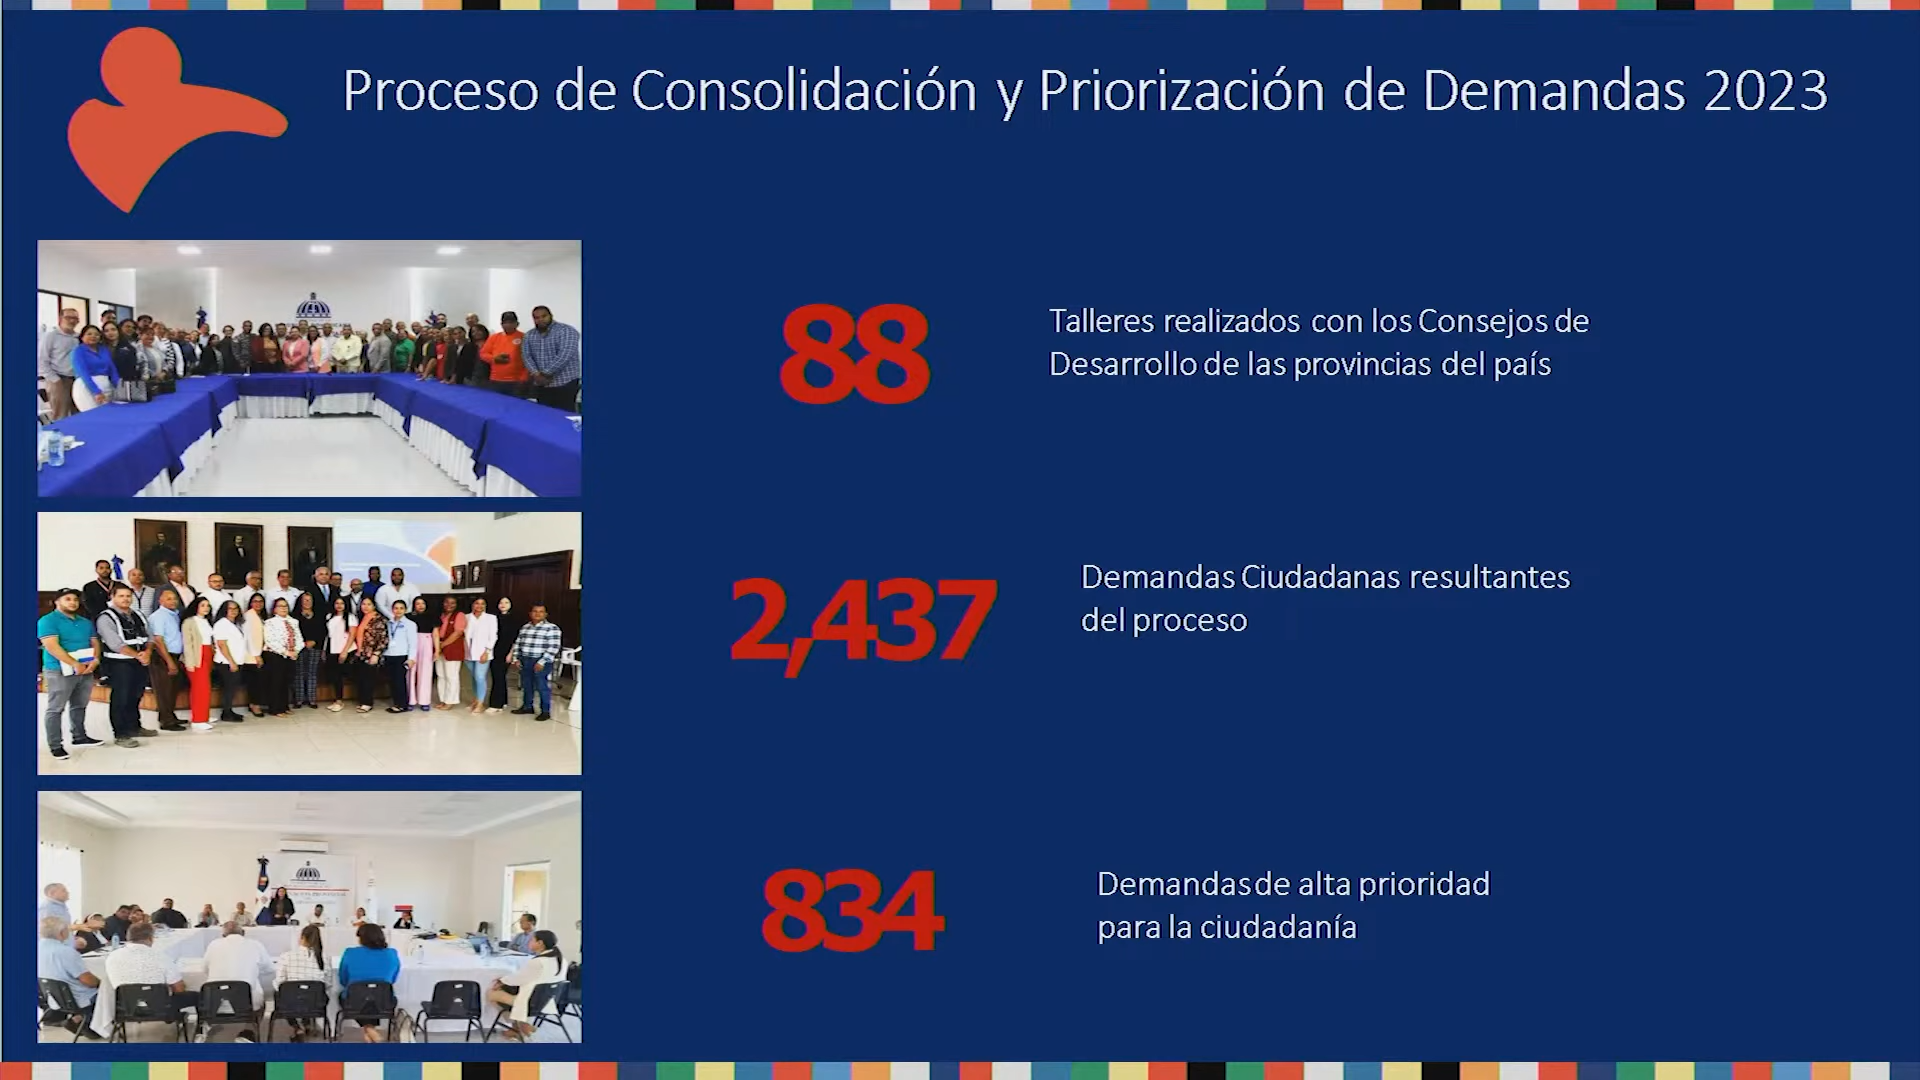 Proceso de Consolidación y Priorización de Demandas 2023
88
Talleres realizados con los Consejos de
Desarrollo de las provincias del país
2,437
Demandas Ciudadanas resultantes
del proceso
834
Demandas de alta prioridad
para la ciudadanía